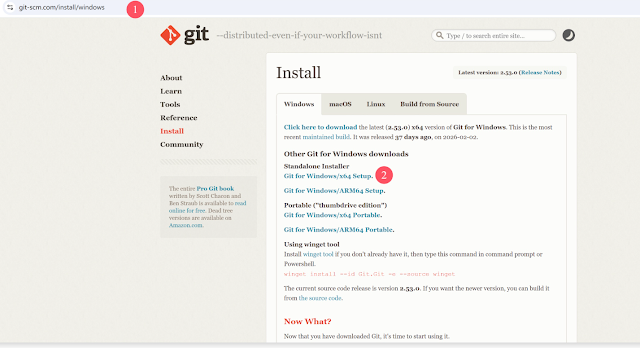 git-scm.com/install/windows
1
git --distributed-even-if-your-workflow-isnt
Type / to search entire site...
About
Learn
Tools
Reference
Install
Community
The entire Pro Git book
written by Scott Chacon and
Ben Straub is available to read
online for free. Dead tree
versions are available on
Amazon.com.
Install
Latest version: 2.53.0 (Release Notes)
Windows macOS Linux Build from Source
Click here to download the latest (2.53.0) x64 version of Git for Windows. This is the most
recent maintained build. It was released 37 days ago, on 2026-02-02.
Other Git for Windows downloads
Standalone Installer
Git for Windows/x64 Setup.
2
Git for Windows/ARM64 Setup.
Portable ("thumbdrive edition")
Git for Windows/x64 Portable.
Git for Windows/ARM64 Portable.
Using winget tool
Install winget tool if you don't already have it, then type this command in command prompt or
Powershell.
winget install --id Git.Git -e --source winget
The current source code release is version 2.53.0. If you want the newer version, you can build it
from the source code.
Now What?
Now that you have downloaded Git, it's time to start using it.